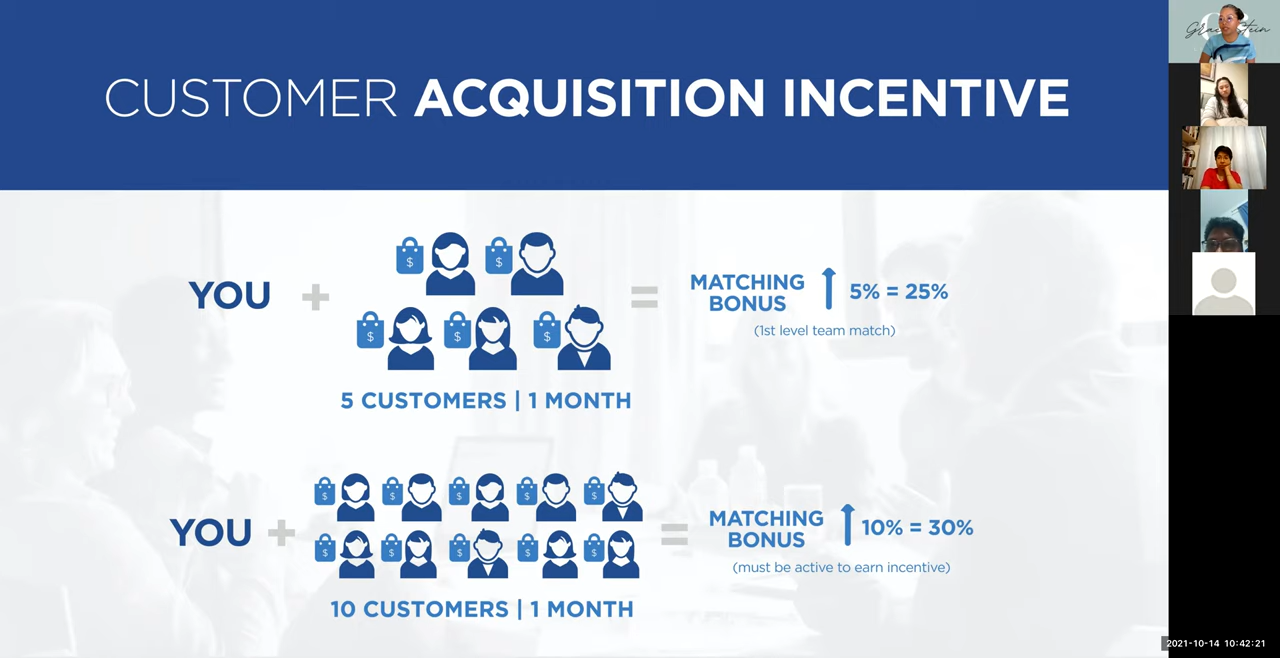 CUSTOMER ACQUISITION INCENTIVE
YOU + $ $ $ $ $ = MATCHING BONUS 5% = 25%
(1st level team match)
5 CUSTOMERS | 1 MONTH
YOU + $ $ $ $ $ $ $ $ $ $ = MATCHING BONUS 10% = 30%
(must be active to earn incentive)
10 CUSTOMERS | 1 MONTH
2021-10-14 10:42:21